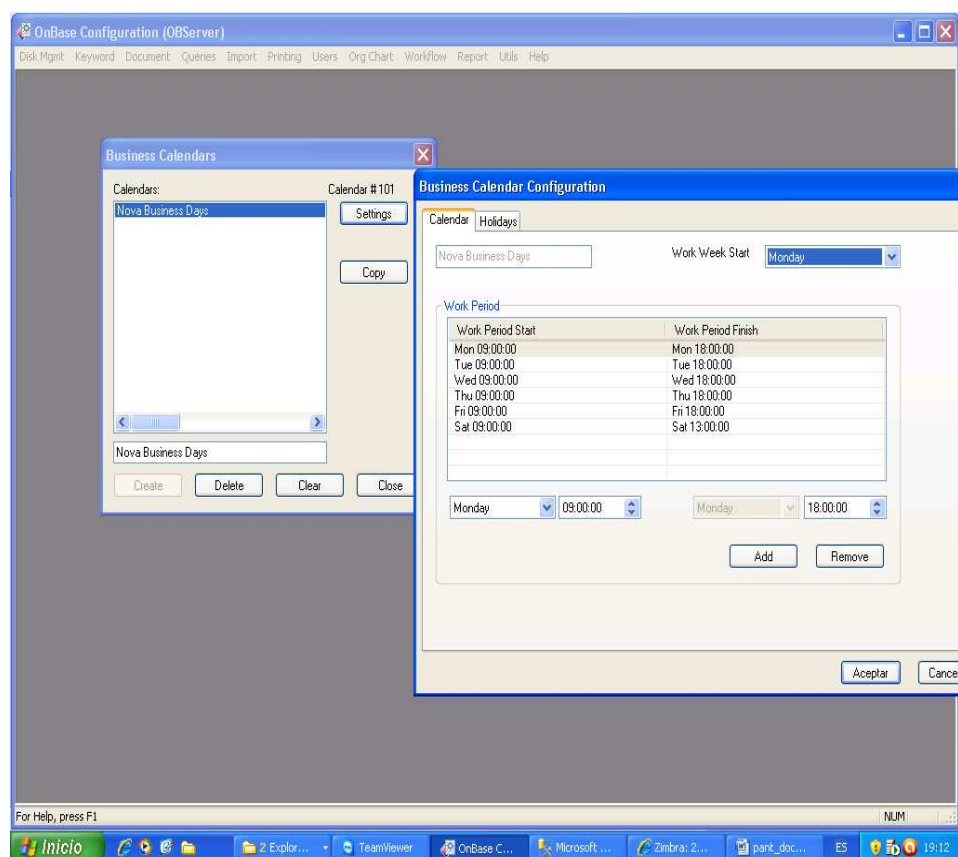 OnBase Configuration (OBServer)
Disk Mgmt Keyword Document Queries Import Printing Users Org Chart Workflow Report Utils Help
Business Calendars
Calendars:
Calendar # 101
Nova Business Days
Settings
Copy
Nova Business Days
Create Delete Clear Close
Business Calendar Configuration
Calendar Holidays
Nova Business Days
Work Week Start Monday
Work Period
Work Period Start Work Period Finish
Mon 09:00:00 Mon 18:00:00
Tue 09:00:00 Tue 18:00:00
Wed 09:00:00 Wed 18:00:00
Thu 09:00:00 Thu 18:00:00
Fri 09:00:00 Fri 18:00:00
Sat 09:00:00 Sat 13:00:00
Monday 09:00:00 Monday 18:00:00
Add Remove
Aceptar Cance
For Help, press F1
NUM
Inicio 2 Explor... TeamViewer OnBase C... Microsoft ... Zimbra: 2... pant_doc... ES 19:12